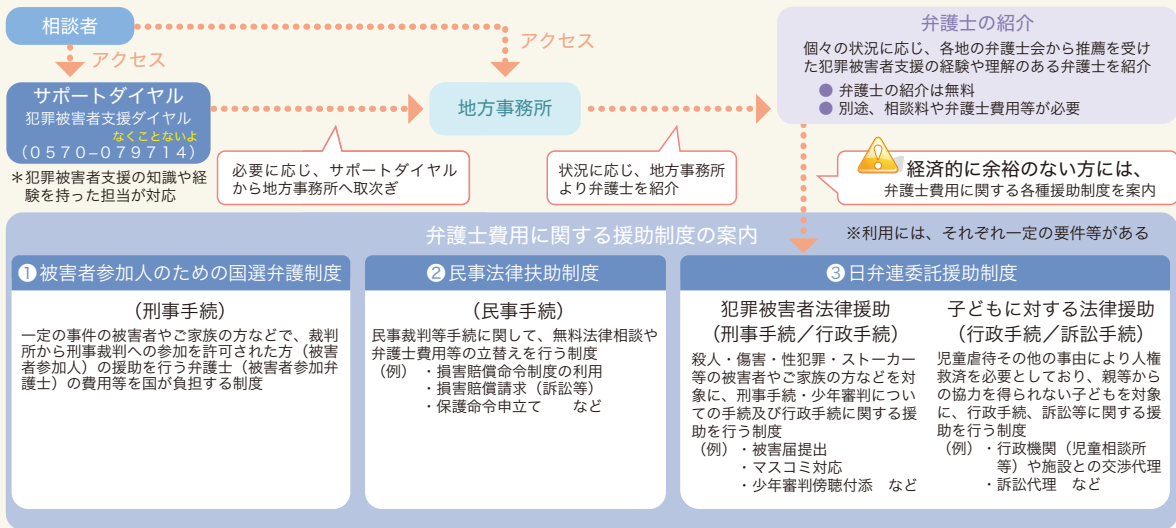 相談者
アクセス
アクセス
サポートダイヤル
犯罪被害者支援ダイヤル
なくことないよ
（０５７０−０７９７１４）
＊犯罪被害者支援の知識や経
験を持った担当が対応
必要に応じ、サポートダイヤル
から地方事務所へ取次ぎ
地方事務所
状況に応じ、地方事務所
より弁護士を紹介
弁護士の紹介
個々の状況に応じ、各地の弁護士会から推薦を受け
た犯罪被害者支援の経験や理解のある弁護士を紹介
● 弁護士の紹介は無料
● 別途、相談料や弁護士費用等が必要
経済的に余裕のない方には、
弁護士費用に関する各種援助制度を案内
弁護士費用に関する援助制度の案内
※利用には、それぞれ一定の要件等がある
❶被害者参加人のための国選弁護制度
（刑事手続）
一定の事件の被害者やご家族の方などで、裁判
所から刑事裁判への参加を許可された方（被害
者参加人）の援助を行う弁護士（被害者参加弁
護士）の費用等を国が負担する制度
❷民事法律扶助制度
（民事手続）
民事裁判等手続に関して、無料法律相談や
弁護士費用等の立替えを行う制度
（例）・損害賠償命令制度の利用
・損害賠償請求（訴訟等）
・保護命令申立て　など
❸日弁連委託援助制度
犯罪被害者法律援助
（刑事手続／行政手続）
殺人・傷害・性犯罪・ストーカー
等の被害者やご家族の方などを対
象に、刑事手続・少年審判につい
ての手続及び行政手続に関する援
助を行う制度
（例）・被害届提出
・マスコミ対応
・少年審判傍聴付添　など
子どもに対する法律援助
（行政手続／訴訟手続）
児童虐待その他の事由により人権
救済を必要としており、親等から
の協力を得られない子どもを対象
に、行政手続、訴訟等に関する援
助を行う制度
（例）・行政機関（児童相談所
等）や施設との交渉代理
・訴訟代理　など